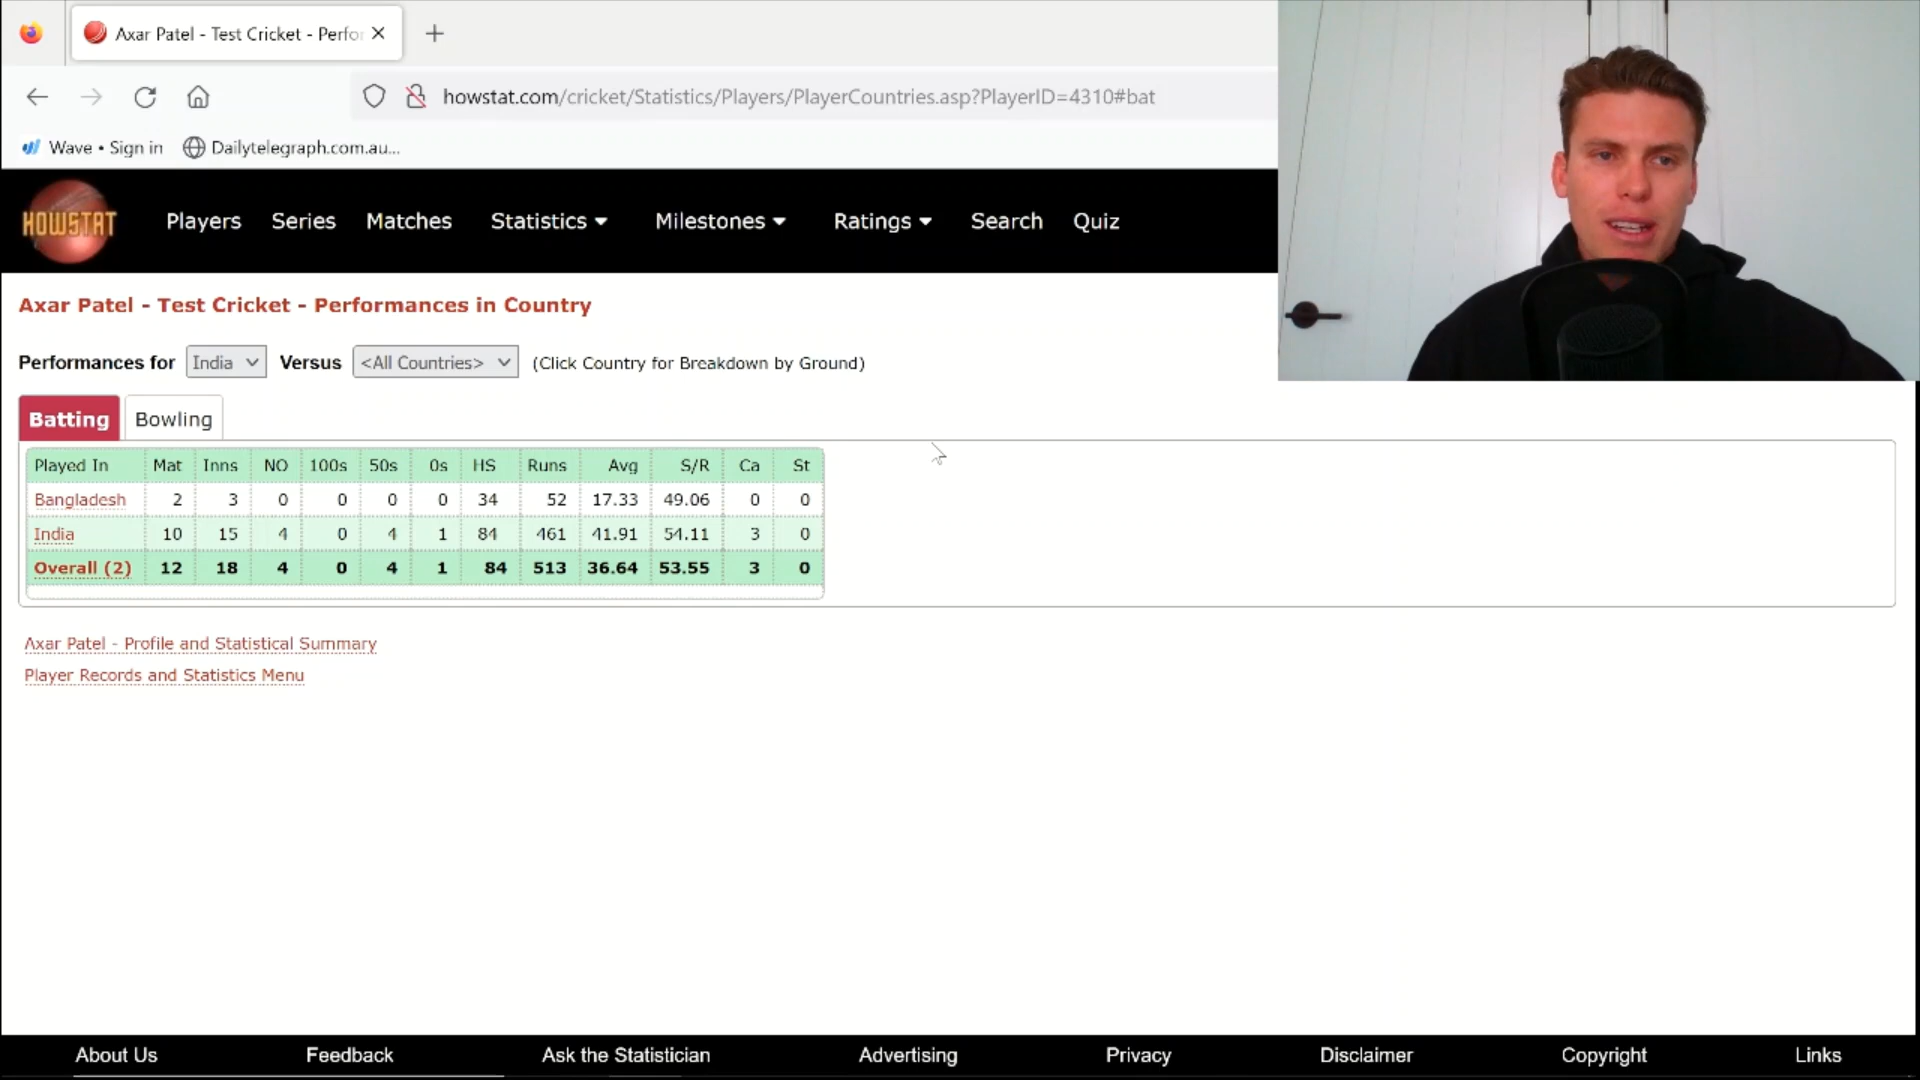 Axar Patel - Test Cricket - Perfo
howstat.com/cricket/Statistics/Players/PlayerCountries.asp?PlayerID=4310#bat
Wave • Sign in Dailytelegraph.com.au...
HOWSTAT Players Series Matches Statistics Milestones Ratings Search Quiz
Axar Patel - Test Cricket - Performances in Country
Performances for India Versus <All Countries> (Click Country for Breakdown by Ground)
Batting Bowling
Played In Mat Inns NO 100s 50s 0s HS Runs Avg S/R Ca St
Bangladesh 2 3 0 0 0 0 34 52 17.33 49.06 0 0
India 10 15 4 0 4 1 84 461 41.91 54.11 3 0
Overall (2) 12 18 4 0 4 1 84 513 36.64 53.55 3 0
Axar Patel - Profile and Statistical Summary
Player Records and Statistics Menu
About Us Feedback Ask the Statistician Advertising Privacy Disclaimer Copyright Links